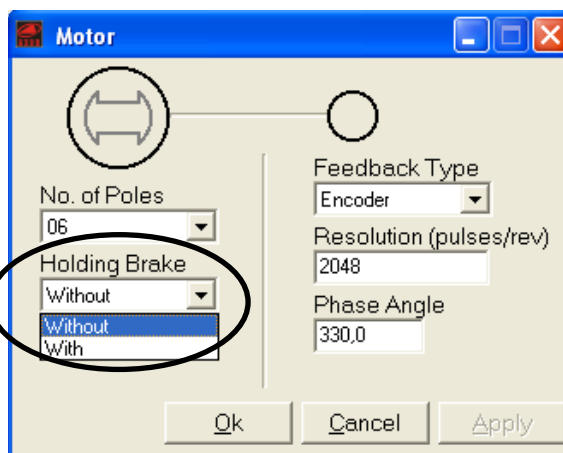 Motor
No. of Poles
06
Holding Brake
Without
Without
With
Feedback Type
Encoder
Resolution (pulses/rev)
2048
Phase Angle
330,0
Ok
Cancel
Apply